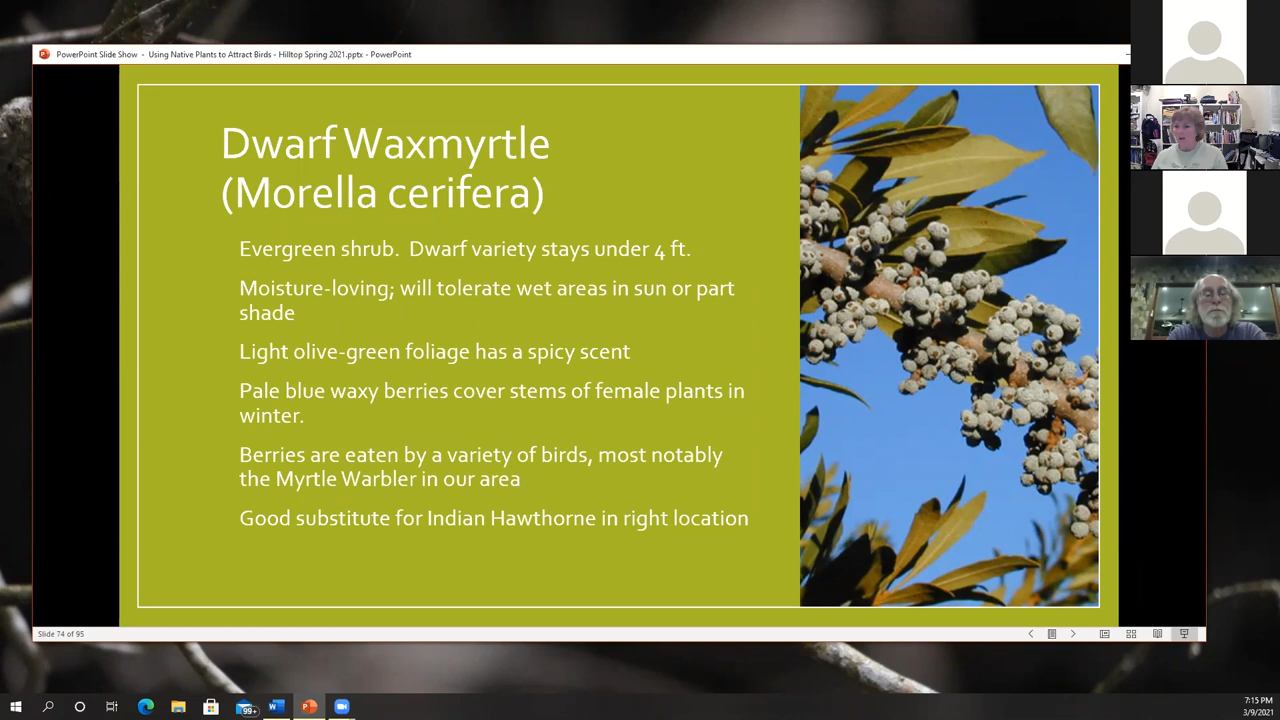 PowerPoint Slide Show - Using Native Plants to Attract Birds - Hilltop Spring 2021.pptx - PowerPoint
Dwarf Waxmyrtle
(Morella cerifera)
Evergreen shrub. Dwarf variety stays under 4 ft.
Moisture-loving; will tolerate wet areas in sun or part
shade
Light olive-green foliage has a spicy scent
Pale blue waxy berries cover stems of female plants in
winter.
Berries are eaten by a variety of birds, most notably
the Myrtle Warbler in our area
Good substitute for Indian Hawthorne in right location
Slide 74 of 95
99+
7:15 PM
3/9/2021